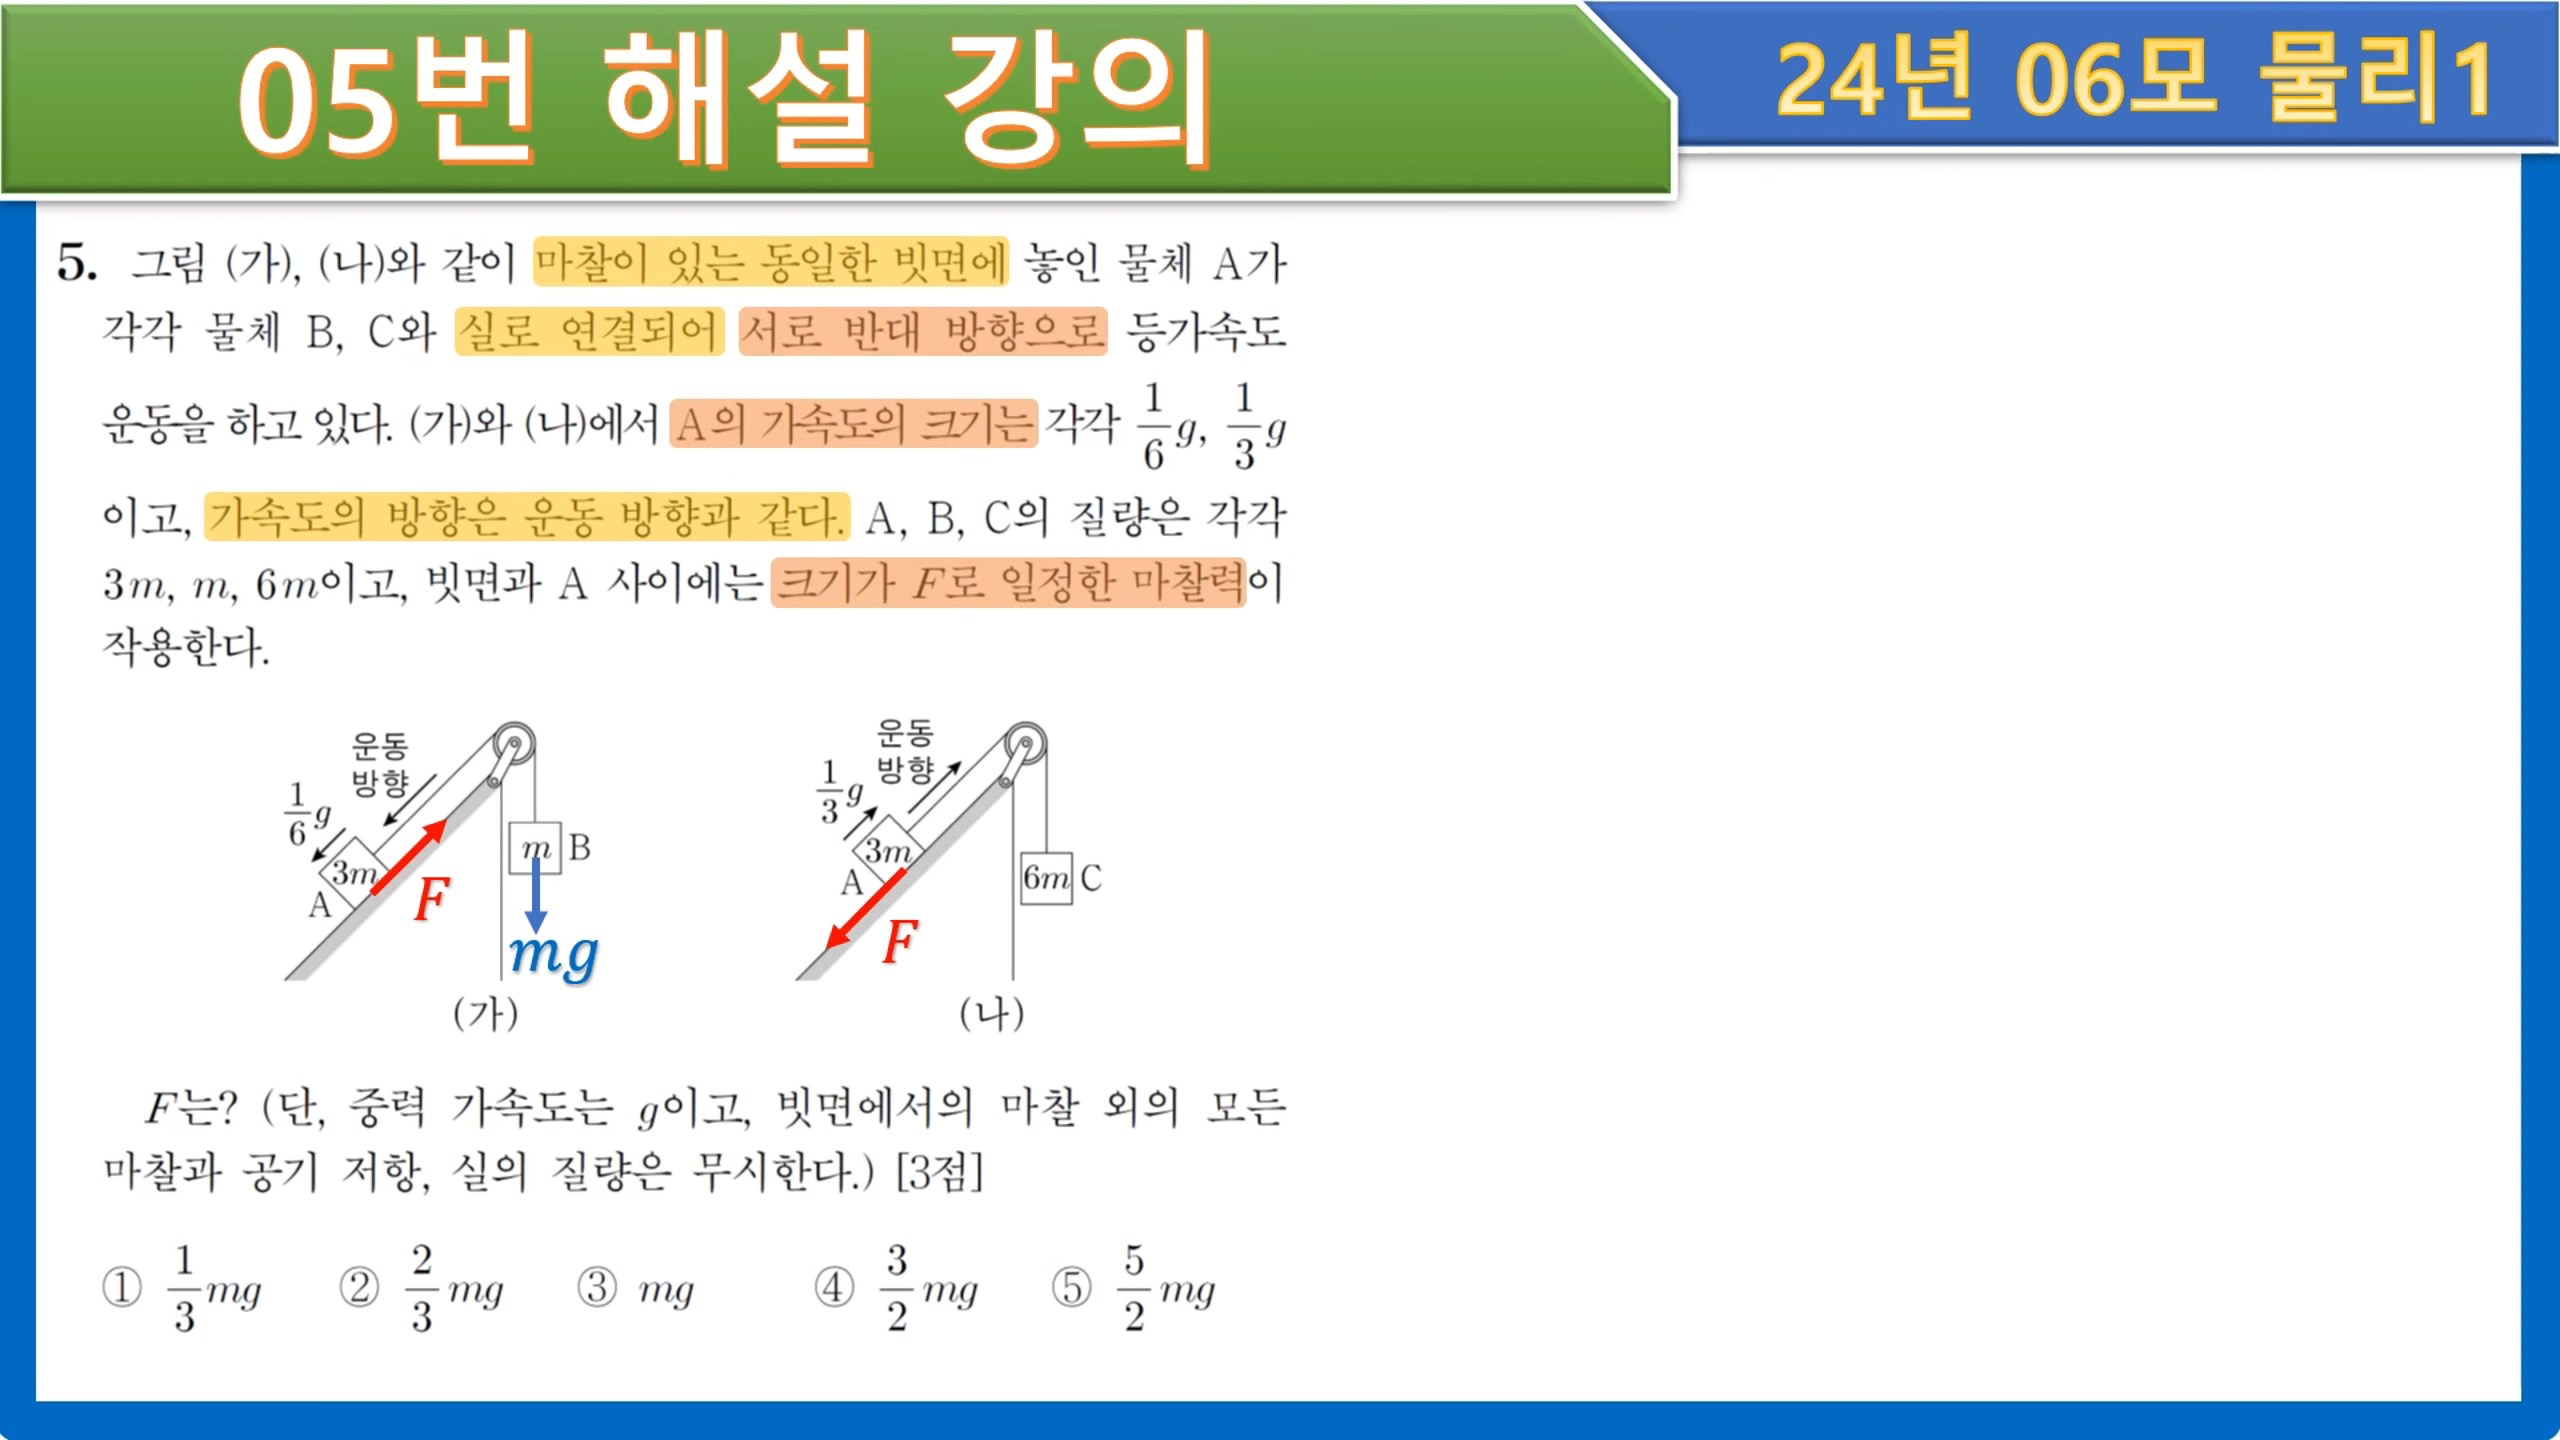 05번 해설 강의
24년 06모 물리1
5. 그림 (가), (나)와 같이 마찰이 있는 동일한 빗면에 놓인 물체 A가
각각 물체 B, C와 실로 연결되어 서로 반대 방향으로 등가속도
운동을 하고 있다. (가)와 (나)에서 A의 가속도의 크기는 각각 1/6 g, 1/3 g
이고, 가속도의 방향은 운동 방향과 같다. A, B, C의 질량은 각각
3m, m, 6m이고, 빗면과 A 사이에는 크기가 F로 일정한 마찰력이
작용한다.
운동
방향
1/6 g
3m
A
F
m
B
mg
(가)
운동
방향
1/3 g
3m
A
F
6m
C
(나)
F는? (단, 중력 가속도는 g이고, 빗면에서의 마찰 외의 모든
마찰과 공기 저항, 실의 질량은 무시한다.) [3점]
① 1/3 mg ② 2/3 mg ③ mg ④ 3/2 mg ⑤ 5/2 mg